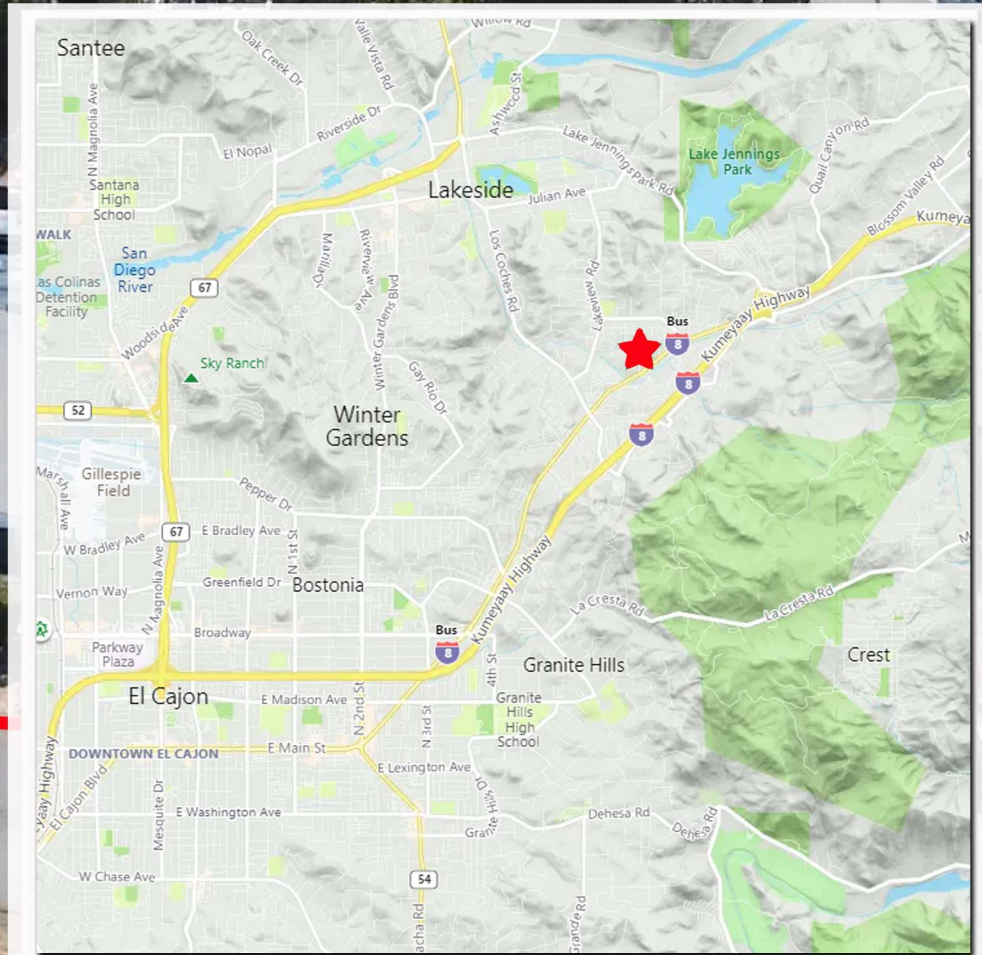 Willow Rd
Santee
Oak Creek Dr
Valle Vista Rd
Ashwood St
N Magnolia Ave
Riverside Dr
El Nopal
Lake Jennings Park Rd
Lake Jennings
Park
Quail Canyon Rd
Blossom Valley Rd
Santana
High
School
Lakeside
Julian Ave
Kumeya
WALK
San
Diego
River
as Colinas
Detention
Facility
Marilla Dr
Riverview Ave
Winter Gardens Blvd
Los Coches Rd
Lakeview Rd
67
Woodside Ave
Bus
8
Kumeyaay Highway
Sky Ranch
Gay Rio Dr
8
52
Winter
Gardens
8
Marshall Ave
Gillespie
Field
Pepper Dr
67
E Bradley Ave
N 1st St
W Bradley Ave
Greenfield Dr
Bostonia
Vernon Way
N Magnolia Ave
Kumeyaay Highway
La Cresta Rd
La Cresta Rd
Broadway
Bus
8
Parkway
Plaza
4th St
Granite Hills
Crest
El Cajon
E Madison Ave
N 2nd St
N 3rd St
Granite
Hills
High
School
DOWNTOWN EL CAJON
E Main St
E Lexington Ave
vaay Highway
El Cajon Blvd
Mesquite Dr
E Washington Ave
Granite Hills Dr
Dehesa Rd
Dehesa Rd
W Chase Ave
54
acha Rd
Grande Rd